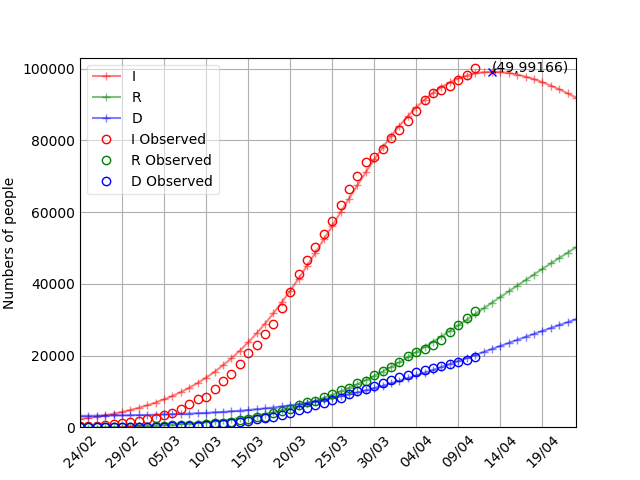 (49,99166)
100000
80000
60000
40000
20000
0
Numbers of people
I
R
D
I Observed
R Observed
D Observed
24/02
29/02
05/03
10/03
15/03
20/03
25/03
30/03
04/04
09/04
14/04
19/04